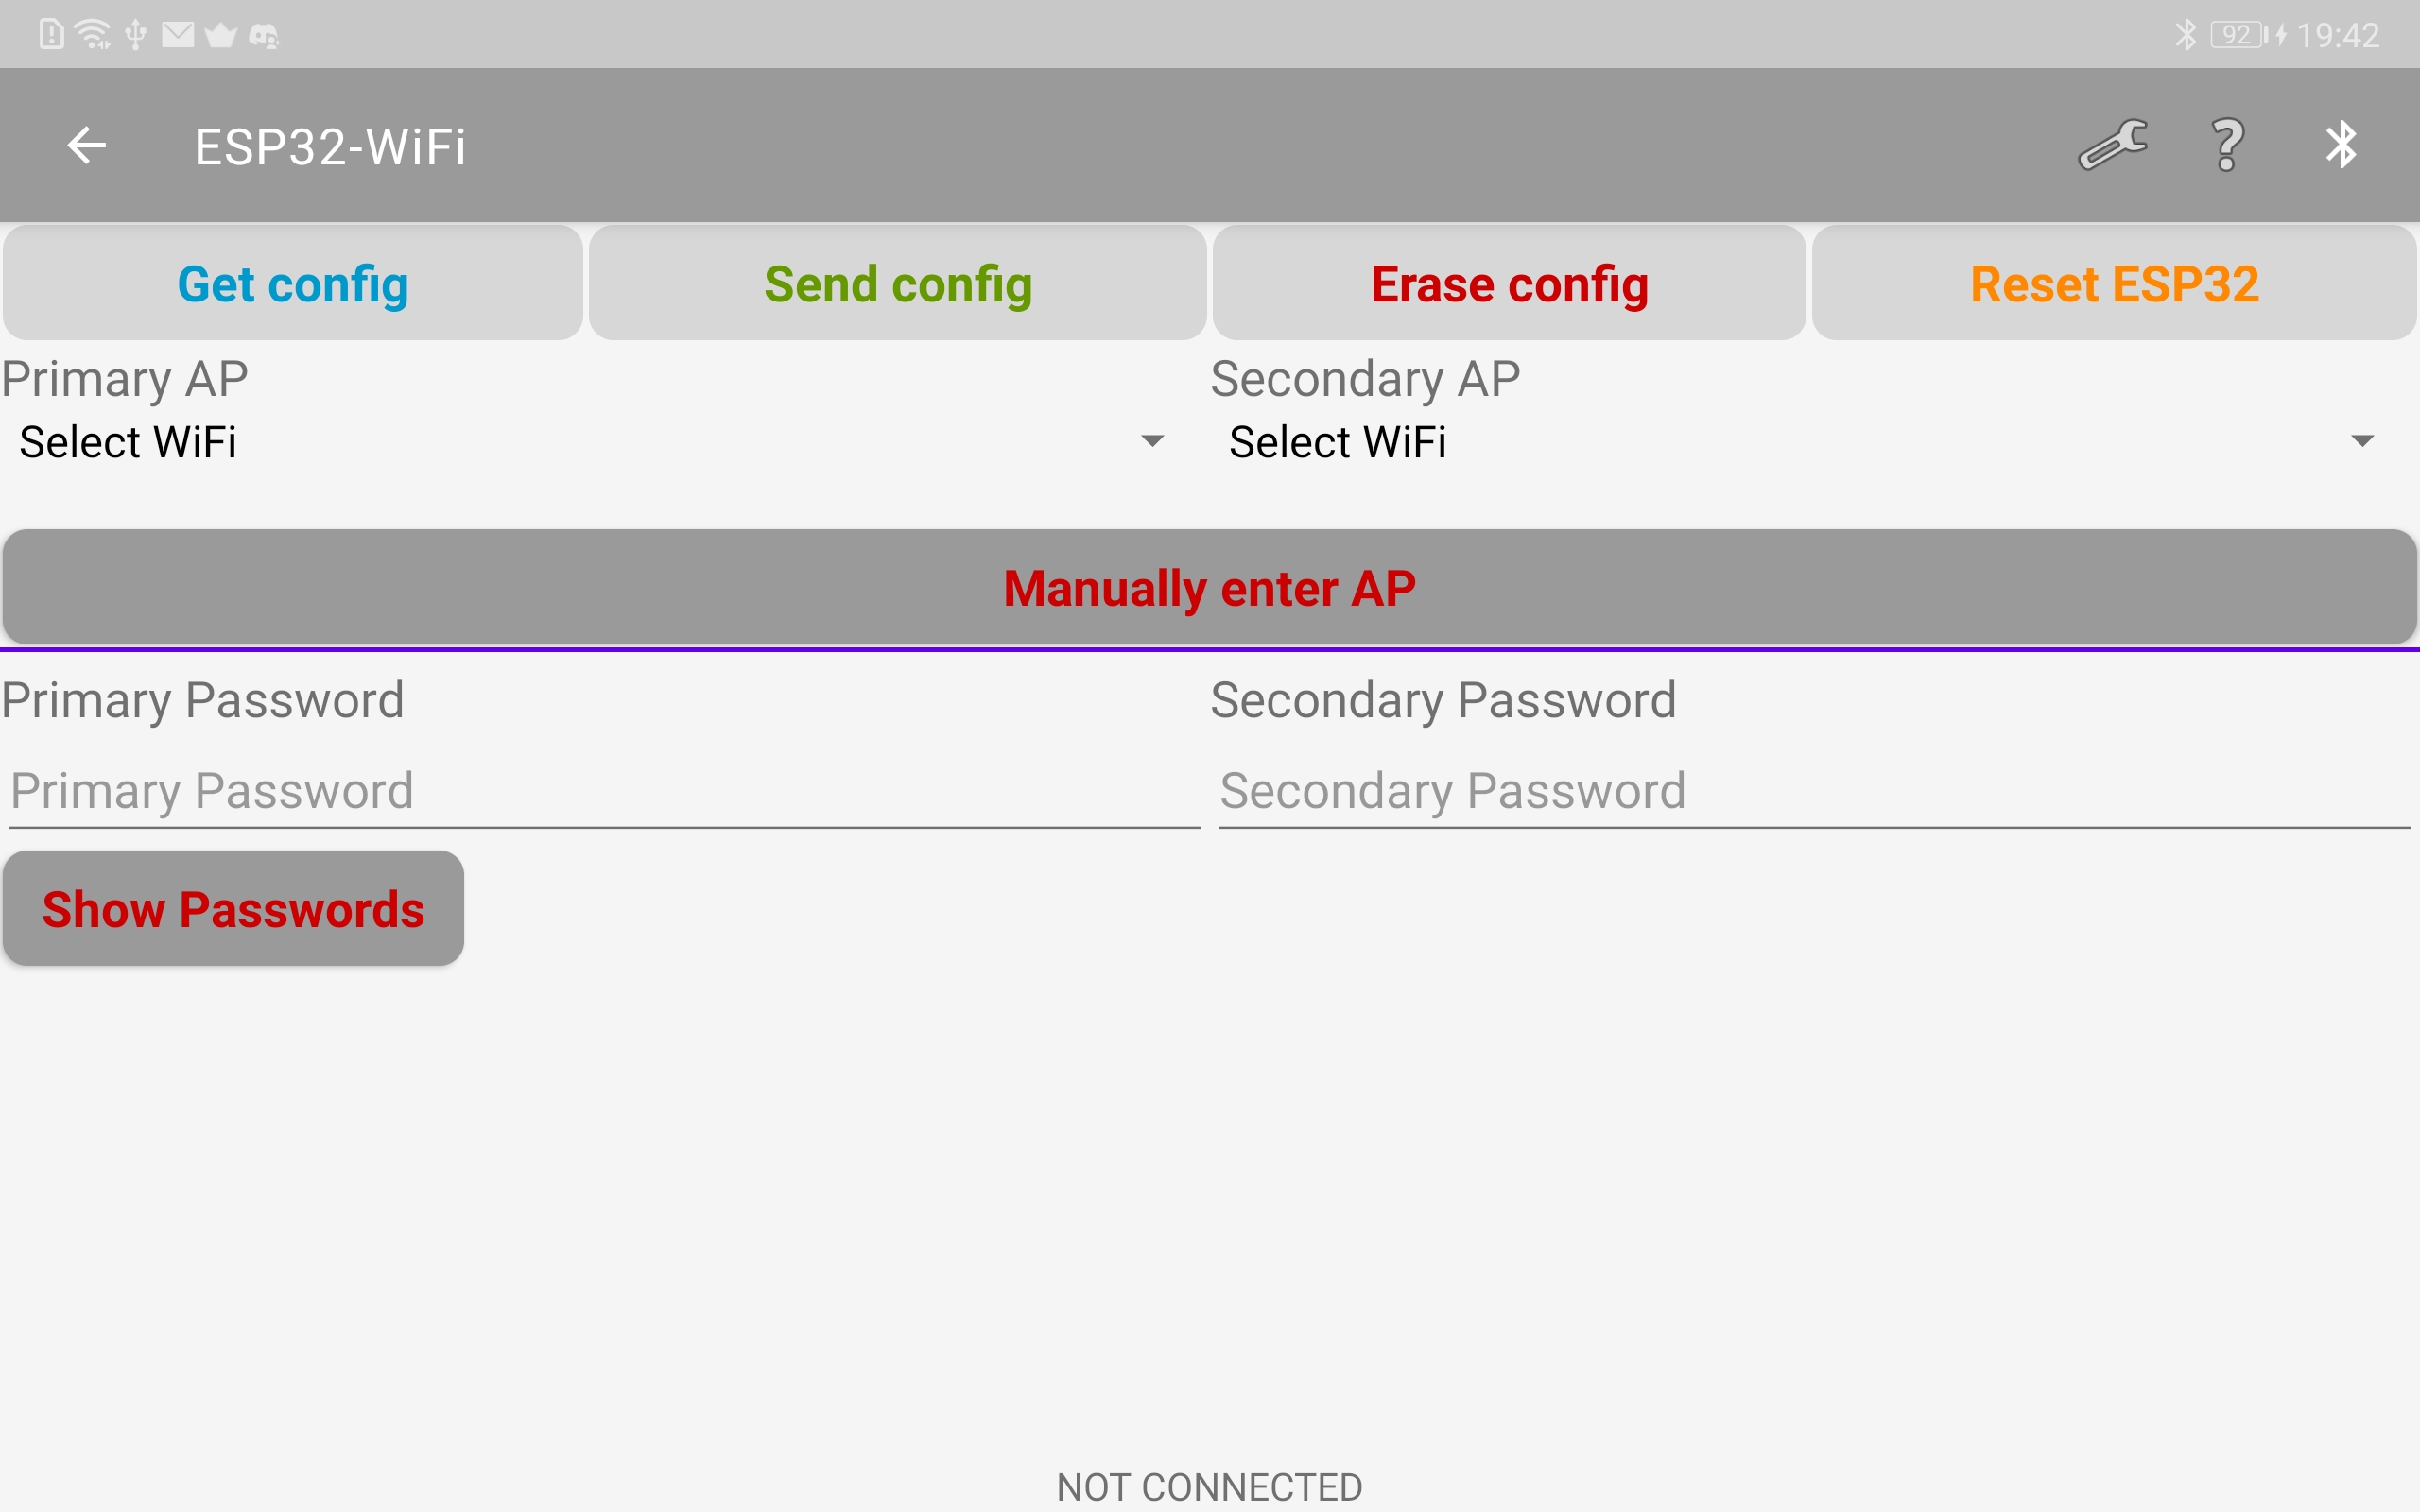 92 19:42
ESP32-WiFi
Get config Send config Erase config Reset ESP32
Primary AP Secondary AP
Select WiFi Select WiFi
Manually enter AP
Primary Password Secondary Password
Primary Password Secondary Password
Show Passwords
NOT CONNECTED